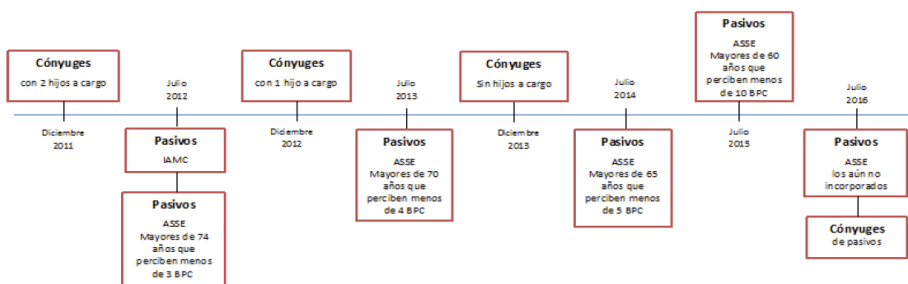 Cónyuges
con 2 hijos a cargo
Diciembre
2011
Julio
2012
Pasivos
IAMC
Pasivos
ASSE
Mayores de 74
años que
perciben menos
de 3 BPC
Cónyuges
con 1 hijo a cargo
Diciembre
2012
Julio
2013
Pasivos
ASSE
Mayores de 70
años que
perciben menos
de 4 BPC
Cónyuges
Sin hijos a cargo
Diciembre
2013
Julio
2014
Pasivos
ASSE
Mayores de 65
años que
perciben menos
de 5 BPC
Pasivos
ASSE
Mayores de 60
años que
perciben menos
de 10 BPC
Julio
2015
Julio
2016
Pasivos
ASSE
los aún no
incorporados
Cónyuges
de pasivos